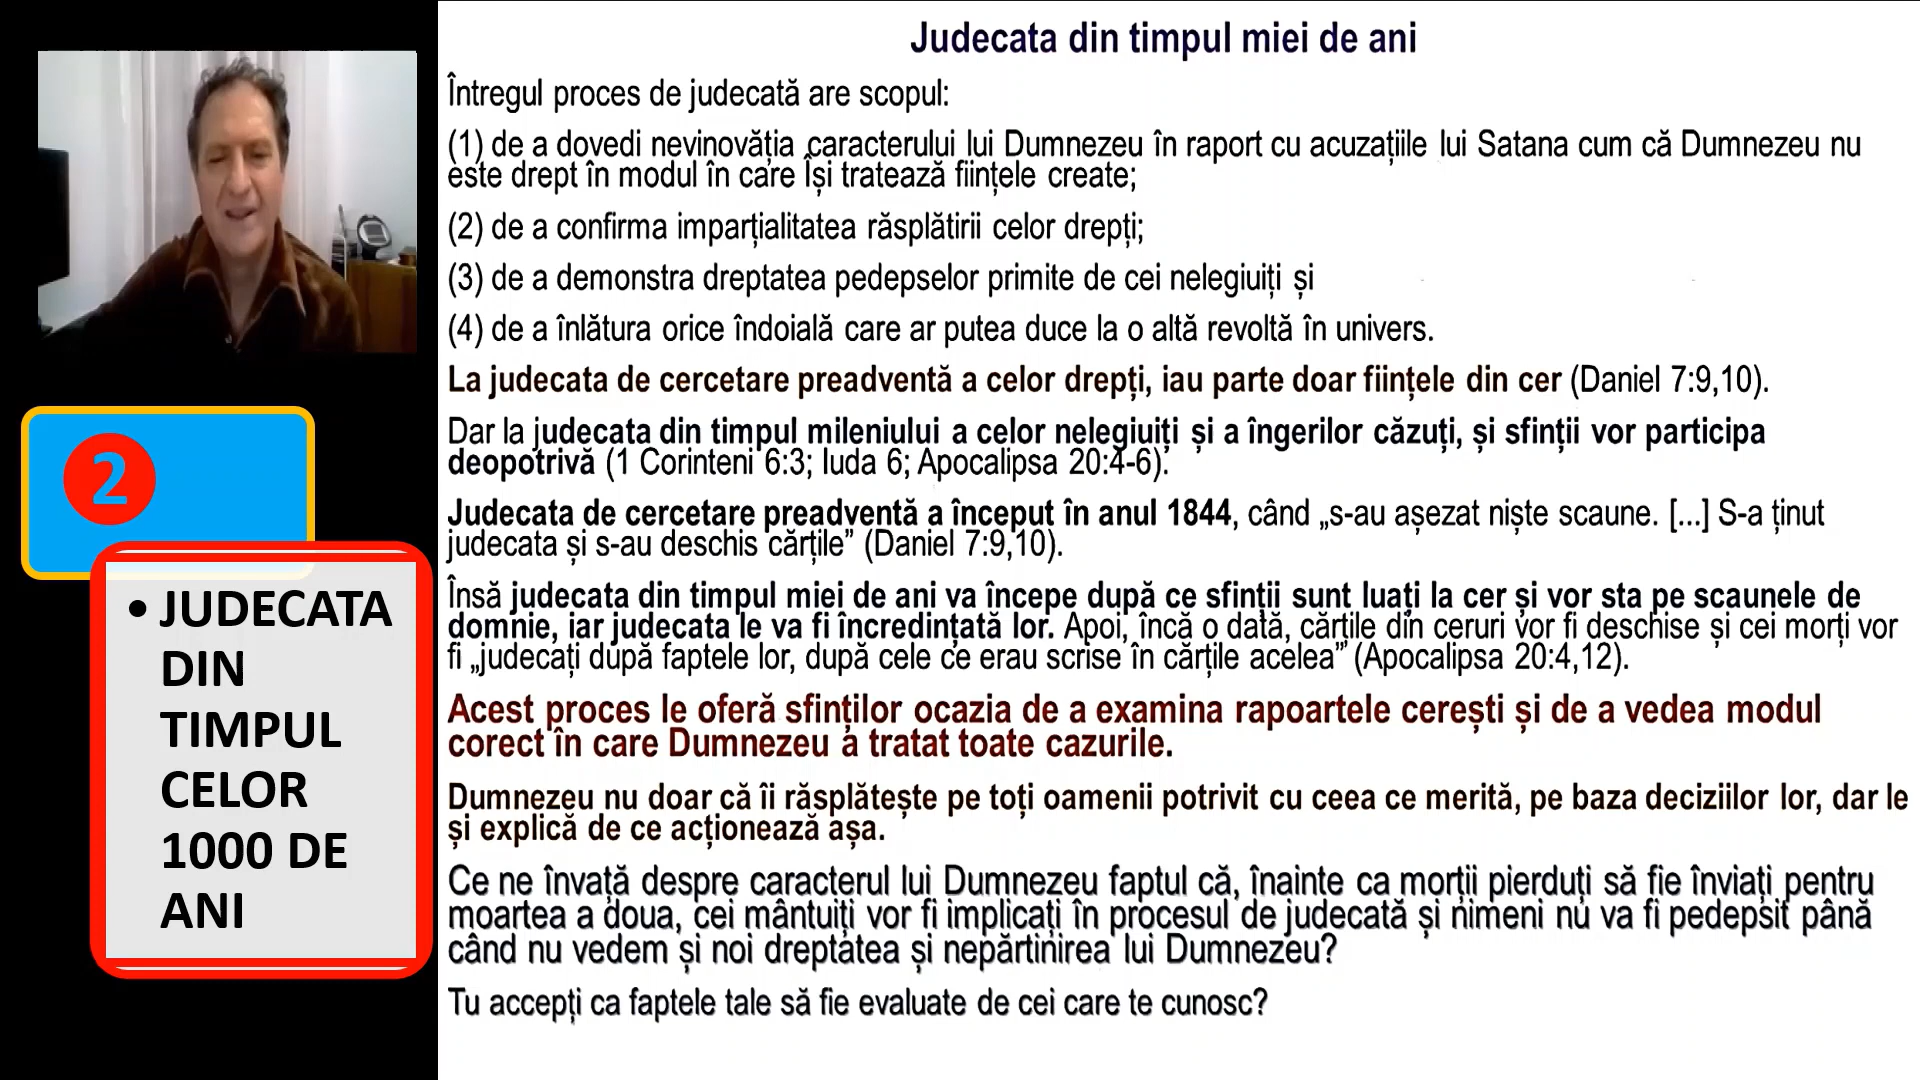 Judecata din timpul miei de ani
Întregul proces de judecată are scopul:
(1) de a dovedi nevinovăția caracterului lui Dumnezeu în raport cu acuzațiile lui Satana cum că Dumnezeu nu
este drept în modul în care Își tratează ființele create;
(2) de a confirma imparțialitatea răsplătirii celor drepți;
(3) de a demonstra dreptatea pedepselor primite de cei nelegiuiți și
(4) de a înlătura orice îndoială care ar putea duce la o altă revoltă în univers.
La judecata de cercetare preadventă a celor drepți, iau parte doar ființele din cer (Daniel 7:9,10).
Dar la judecata din timpul mileniului a celor nelegiuiți și a îngerilor căzuți, și sfinții vor participa
deopotrivă (1 Corinteni 6:3; Iuda 6; Apocalipsa 20:4-6).
Judecata de cercetare preadventă a început în anul 1844, când „s-au așezat niște scaune. [...] S-a ținut
judecata și s-au deschis cărțile” (Daniel 7:9,10).
Însă judecata din timpul miei de ani va începe după ce sfinții sunt luați la cer și vor sta pe scaunele de
domnie, iar judecata le va fi încredințată lor. Apoi, încă o dată, cărțile din ceruri vor fi deschise și cei morți vor
fi „judecați după faptele lor, după cele ce erau scrise în cărțile acelea” (Apocalipsa 20:4,12).
Acest proces le oferă sfinților ocazia de a examina rapoartele cerești și de a vedea modul
corect în care Dumnezeu a tratat toate cazurile.
Dumnezeu nu doar că îi răsplătește pe toți oamenii potrivit cu ceea ce merită, pe baza deciziilor lor, dar le
și explică de ce acționează așa.
Ce ne învață despre caracterul lui Dumnezeu faptul că, înainte ca morții pierduți să fie înviați pentru
moartea a doua, cei mântuiți vor fi implicați în procesul de judecată și nimeni nu va fi pedepsit până
când nu vedem și noi dreptatea și nepărtinirea lui Dumnezeu?
Tu accepți ca faptele tale să fie evaluate de cei care te cunosc?
2
• JUDECATA
DIN
TIMPUL
CELOR
1000 DE
ANI